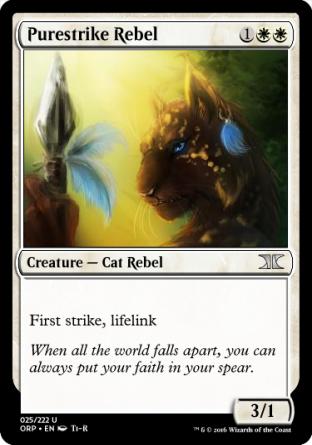 Purestrike Rebel 1
Creature — Cat Rebel
First strike, lifelink
When all the world falls apart, you can
always put your faith in your spear.
3/1
025/222 U
ORP • EN Ti-R
™ & © 2016 Wizards of the Coast